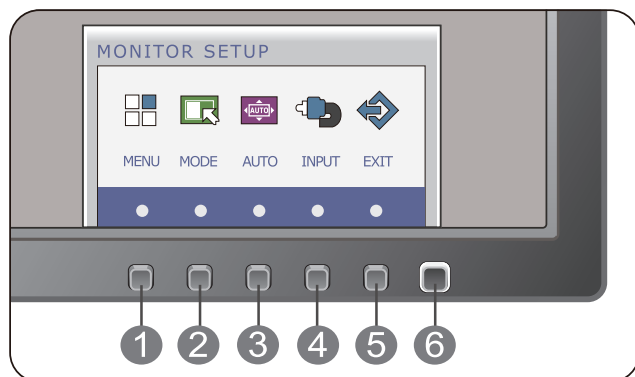 MONITOR SETUP
AUTO
MENU MODE AUTO INPUT EXIT
1 2 3 4 5 6